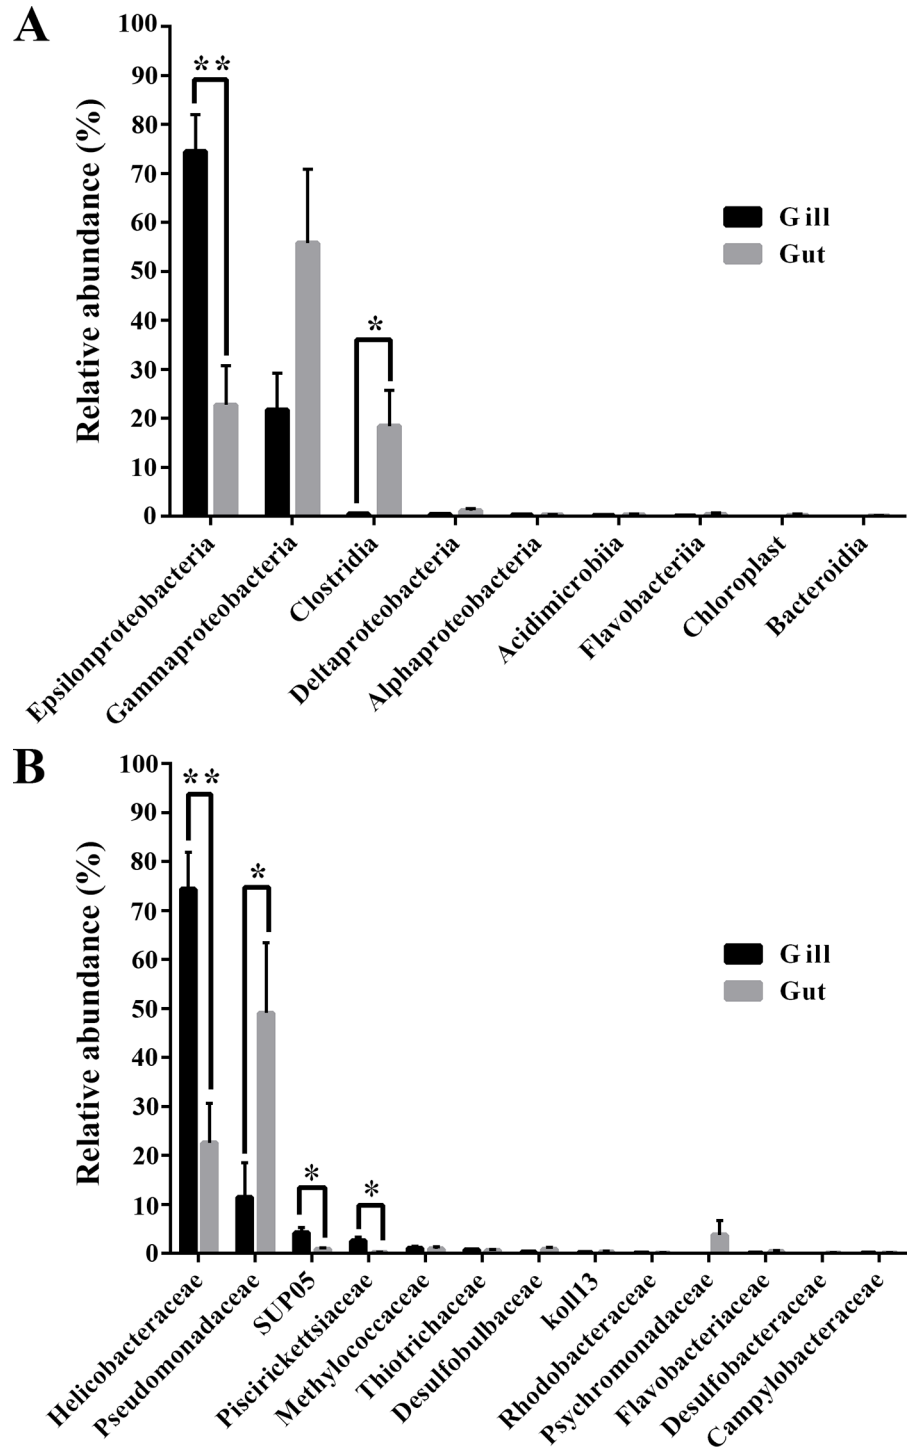 A
Relative abundance (%)
100
90
80
70
60
50
40
30
20
10
0
**
*
Gill
Gut
Epsilonproteobacteria
Gammaproteobacteria
Clostridia
Deltaproteobacteria
Alphaproteobacteria
Acidimicrobiia
Flavobacteriia
Chloroplast
Bacteroidia
B
Relative abundance (%)
100
90
80
70
60
50
40
30
20
10
0
**
*
*
*
Gill
Gut
Helicobacteraceae
Pseudomonadaceae
SUP05
Piscirickettsiaceae
Methylococcaceae
Thiotrichaceae
Desulfobulbaceae
koll13
Rhodobacteraceae
Psychromonadaceae
Flavobacteriaceae
Desulfobacteraceae
Campylobacteraceae